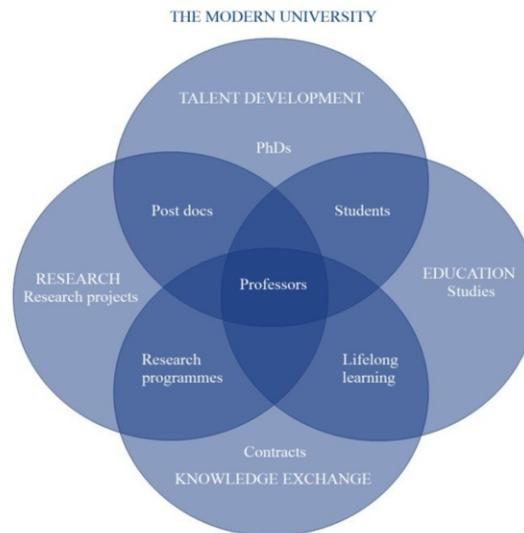 THE MODERN UNIVERSITY
TALENT DEVELOPMENT
PhDs
Post docs
Students
RESEARCH
Research projects
Professors
EDUCATION
Studies
Research
programmes
Lifelong
learning
Contracts
KNOWLEDGE EXCHANGE